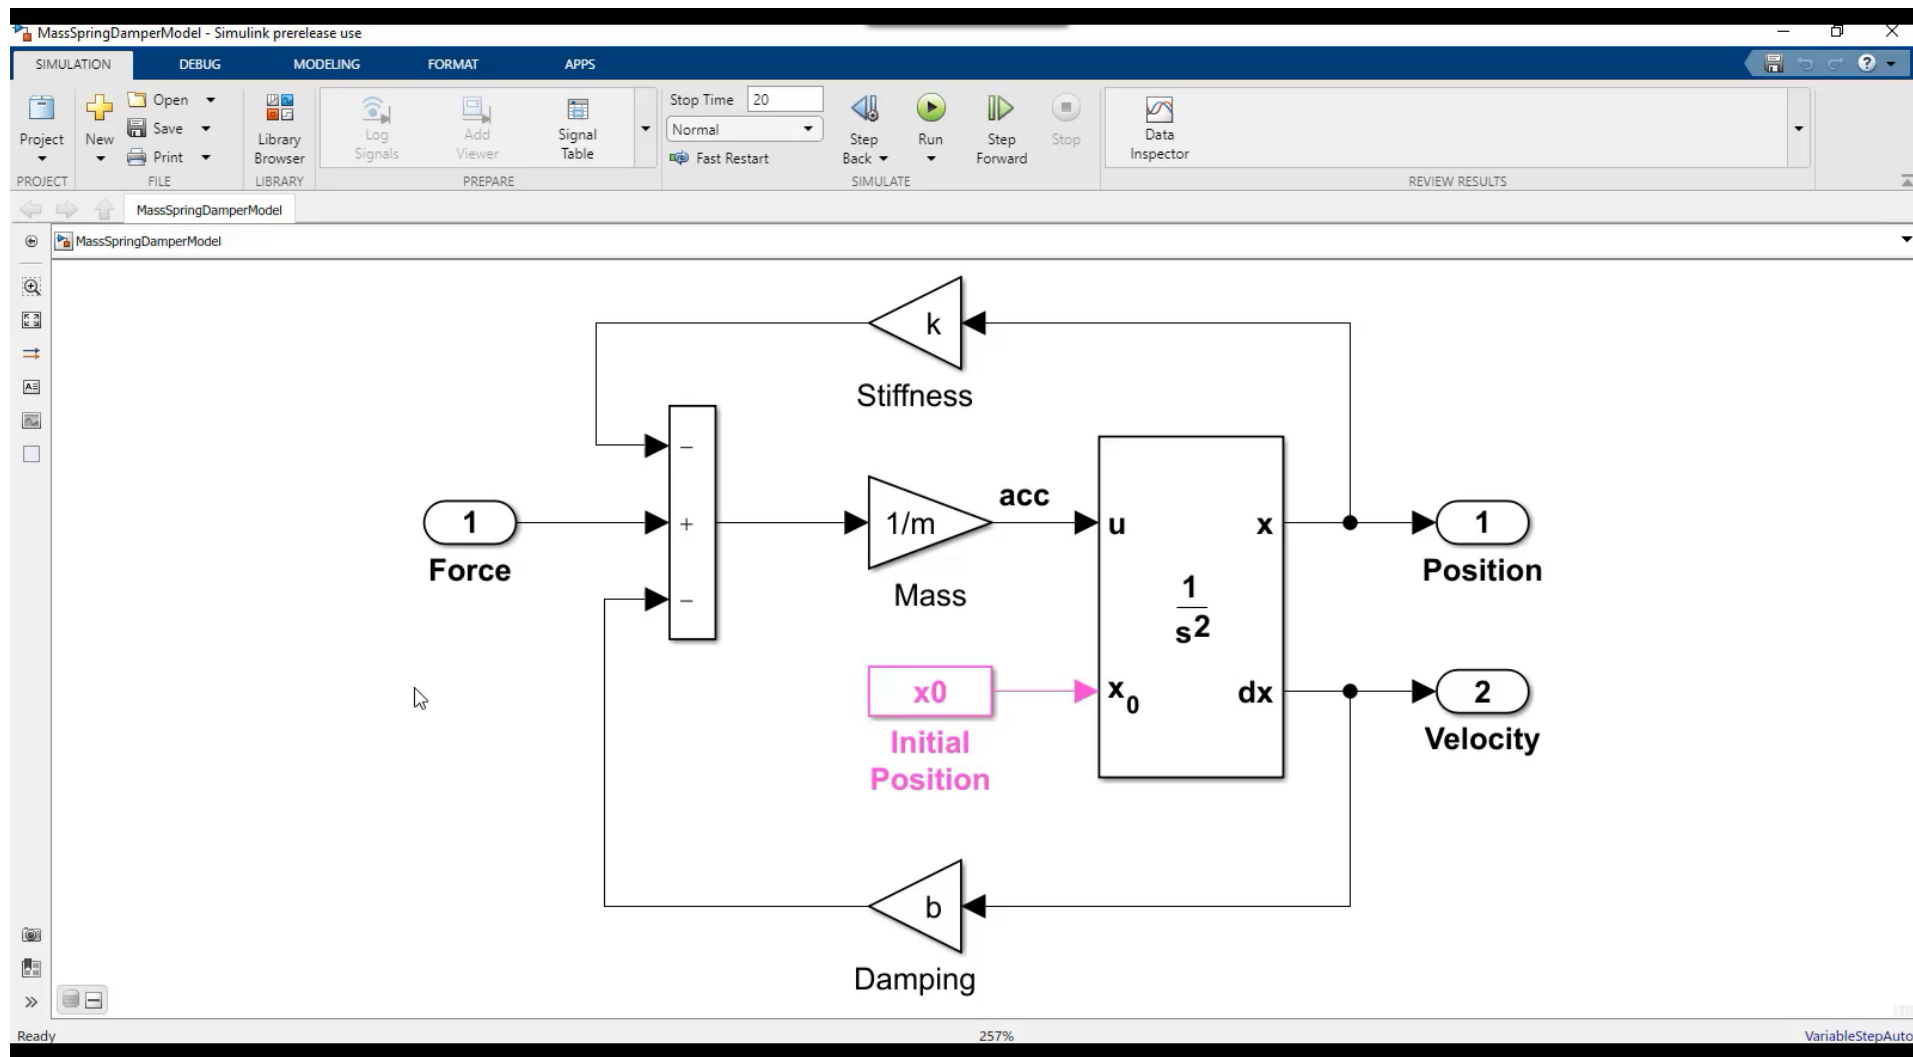 MassSpringDamperModel - Simulink prerelease use
SIMULATION DEBUG MODELING FORMAT APPS
Project
PROJECT
New
Open
Save
Print
FILE
Library
Browser
LIBRARY
Log
Signals
Add
Viewer
Signal
Table
PREPARE
Stop Time 20
Normal
Fast Restart
Step
Back
Run
Step
Forward
Stop
SIMULATE
Data
Inspector
REVIEW RESULTS
MassSpringDamperModel
MassSpringDamperModel
k
Stiffness
−
+
−
1
Force
1/m
Mass
acc
u
x
1
s2
x0
dx
1
Position
x0
Initial
Position
2
Velocity
b
Damping
Ready
257%
VariableStepAuto